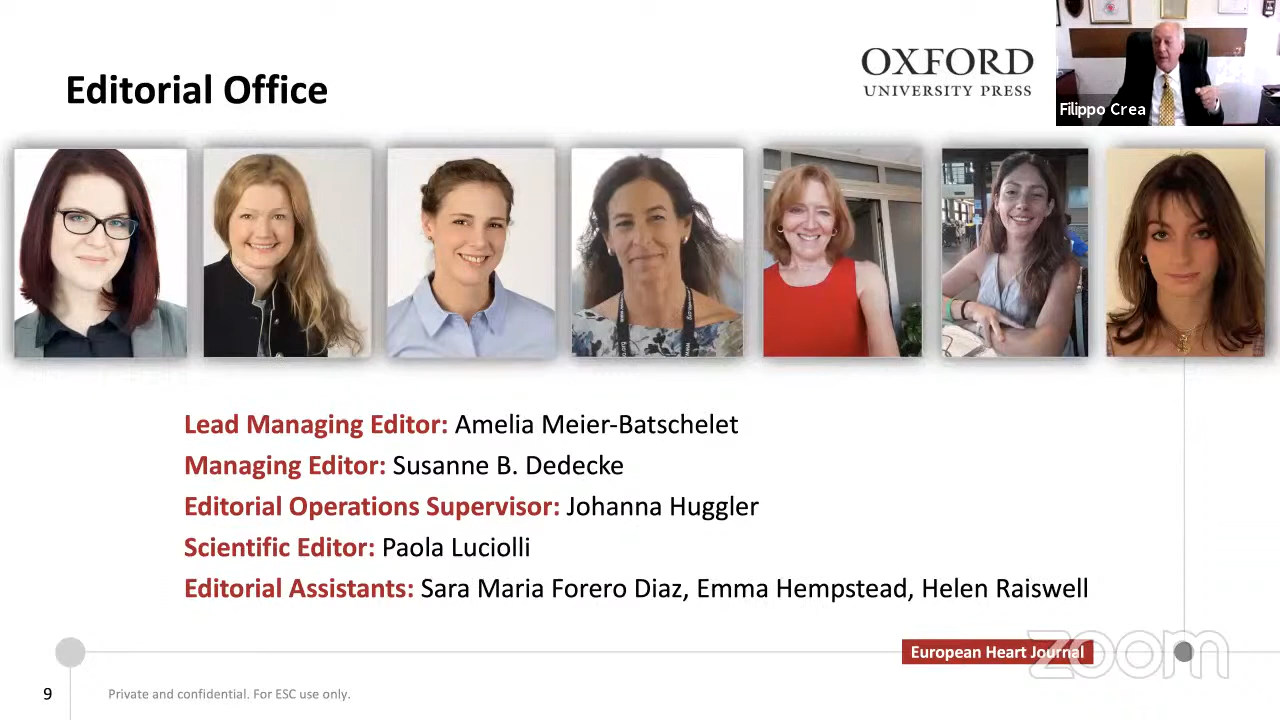 Editorial Office
OXFORD
UNIVERSITY PRESS
Filippo Crea
Lead Managing Editor: Amelia Meier-Batschelet
Managing Editor: Susanne B. Dedecke
Editorial Operations Supervisor: Johanna Huggler
Scientific Editor: Paola Luciolli
Editorial Assistants: Sara Maria Forero Diaz, Emma Hempstead, Helen Raiswell
European Heart Journal
zoom
9
Private and confidential. For ESC use only.